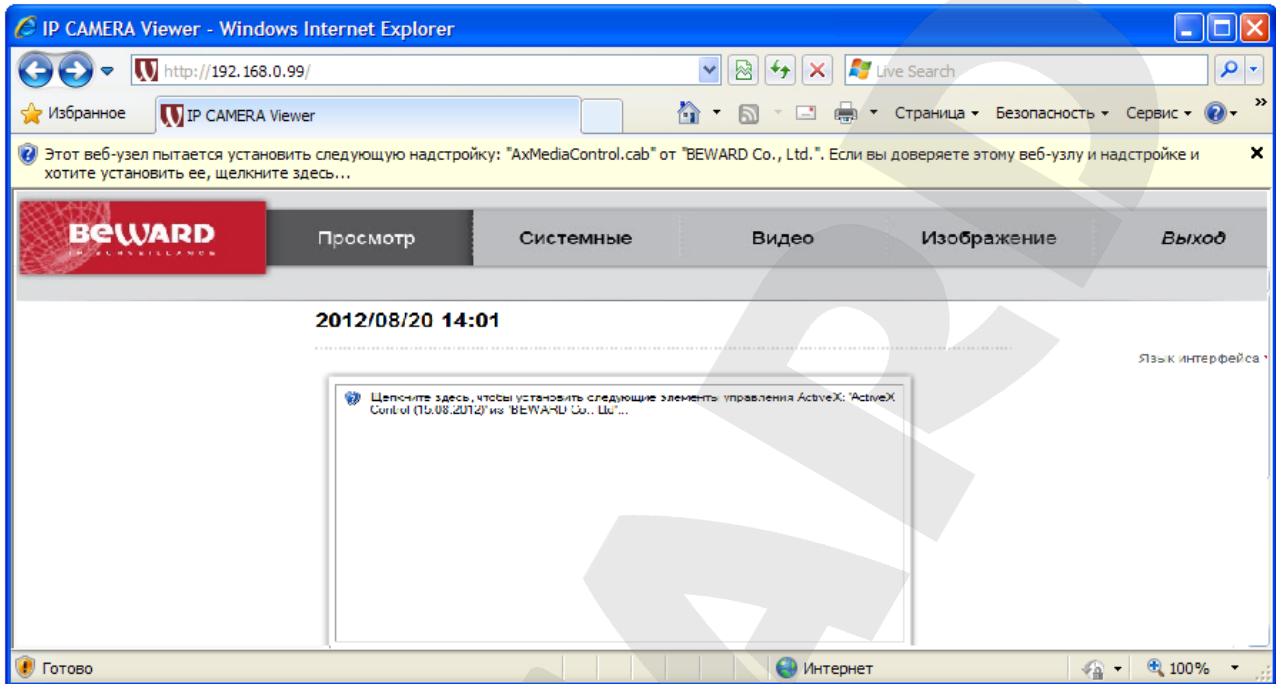 IP CAMERA Viewer - Windows Internet Explorer
http://192.168.0.99/
Live Search
Избранное
IP CAMERA Viewer
Страница
Безопасность
Сервис
Этот веб-узел пытается установить следующую надстройку: "AxMediaControl.cab" от "BEWARD Co., Ltd.". Если вы доверяете этому веб-узлу и надстройке и
хотите установить ее, щелкните здесь...
BEWARD
IP SURVEILLANCE
Просмотр
Системные
Видео
Изображение
Выход
2012/08/20 14:01
Язык интерфейса
Щелкните здесь, чтобы установить следующие элементы управления ActiveX: 'ActiveX
Control (15.08.2012)' из 'BEWARD Co., Ltd'...
Готово
Интернет
100%